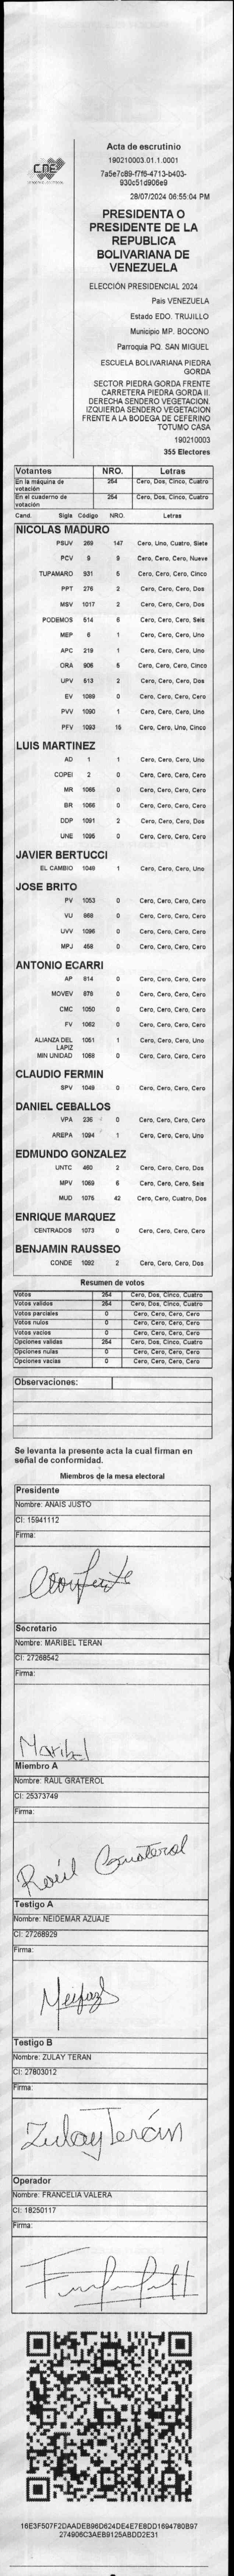 CNE
Acta de escrutinio
190210003.01.1.0001
7a5e7c89-f7f6-4713-b403-
930c51d906e9
28/07/2024 06:55:04 PM
PRESIDENTA O
PRESIDENTE DE LA
REPUBLICA
BOLIVARIANA DE
VENEZUELA
ELECCIÓN PRESIDENCIAL 2024
Pais VENEZUELA
Estado EDO. TRUJILLO
Municipio MP. BOCONO
Parroquia PQ. SAN MIGUEL
ESCUELA BOLIVARIANA PIEDRA
GORDA
SECTOR PIEDRA GORDA FRENTE
CARRETERA PIEDRA GORDA II.
DERECHA SENDERO VEGETACION.
IZQUIERDA SENDERO VEGETACION
FRENTE A LA BODEGA DE CEFERINO
TOTUMO CASA
190210003
355 Electores
Votantes NRO. Letras
En la máquina de votación 254 Cero, Dos, Cinco, Cuatro
En el cuaderno de votación 254 Cero, Dos, Cinco, Cuatro
Cand. Sigla Código NRO. Letras
NICOLAS MADURO
PSUV 269 147 Cero, Uno, Cuatro, Siete
PCV 9 9 Cero, Cero, Cero, Nueve
TUPAMARO 931 5 Cero, Cero, Cero, Cinco
PPT 275 2 Cero, Cero, Cero, Dos
MSV 1017 2 Cero, Cero, Cero, Dos
PODEMOS 514 6 Cero, Cero, Cero, Seis
MEP 6 1 Cero, Cero, Cero, Uno
APC 219 1 Cero, Cero, Cero, Uno
ORA 906 5 Cero, Cero, Cero, Cinco
UPV 513 2 Cero, Cero, Cero, Dos
EV 1099 0 Cero, Cero, Cero, Cero
PVV 1090 1 Cero, Cero, Cero, Uno
PFV 1093 15 Cero, Cero, Uno, Cinco
LUIS MARTINEZ
AD 1 1 Cero, Cero, Cero, Uno
COPEI 2 0 Cero, Cero, Cero, Cero
MR 1065 0 Cero, Cero, Cero, Cero
BR 1066 0 Cero, Cero, Cero, Cero
DDP 1091 2 Cero, Cero, Cero, Dos
UNE 1095 0 Cero, Cero, Cero, Cero
JAVIER BERTUCCI
EL CAMBIO 1049 1 Cero, Cero, Cero, Uno
JOSE BRITO
PV 1053 0 Cero, Cero, Cero, Cero
VU 868 0 Cero, Cero, Cero, Cero
UVV 1096 0 Cero, Cero, Cero, Cero
MPJ 458 0 Cero, Cero, Cero, Cero
ANTONIO ECARRI
AP 814 0 Cero, Cero, Cero, Cero
MOVEV 878 0 Cero, Cero, Cero, Cero
CMC 1050 0 Cero, Cero, Cero, Cero
FV 1062 0 Cero, Cero, Cero, Cero
ALIANZA DEL LAPIZ 1051 1 Cero, Cero, Cero, Uno
MIN UNIDAD 1068 0 Cero, Cero, Cero, Cero
CLAUDIO FERMIN
SPV 1048 0 Cero, Cero, Cero, Cero
DANIEL CEBALLOS
VPA 236 0 Cero, Cero, Cero, Cero
AREPA 1094 1 Cero, Cero, Cero, Uno
EDMUNDO GONZALEZ
UNTC 460 2 Cero, Cero, Cero, Dos
MPV 1069 6 Cero, Cero, Cero, Seis
MUD 1075 42 Cero, Cero, Cuatro, Dos
ENRIQUE MARQUEZ
CENTRADOS 1073 0 Cero, Cero, Cero, Cero
BENJAMIN RAUSSEO
CONDE 1092 2 Cero, Cero, Cero, Dos
Resumen de votos
Votos 254 Cero, Dos, Cinco, Cuatro
Votos validos 254 Cero, Dos, Cinco, Cuatro
Votos parciales 0 Cero, Cero, Cero, Cero
Votos nulos 0 Cero, Cero, Cero, Cero
Votos vacios 0 Cero, Cero, Cero, Cero
Opciones validas 254 Cero, Dos, Cinco, Cuatro
Opciones nulas 0 Cero, Cero, Cero, Cero
Opciones vacias 0 Cero, Cero, Cero, Cero
Observaciones:
Se levanta la presente acta la cual firman en
señal de conformidad.
Miembros de la mesa electoral
Presidente
Nombre: ANAIS JUSTO
CI: 15941112
Firma:
Secretario
Nombre: MARIBEL TERAN
CI: 27268542
Firma:
Maribel
Miembro A
Nombre: RAUL GRATEROL
CI: 25373749
Firma:
Raúl Graterol
Testigo A
Nombre: NEIDEMAR AZUAJE
CI: 27268929
Firma:
Testigo B
Nombre: ZULAY TERAN
CI: 27803012
Firma:
Zulay Terán
Operador
Nombre: FRANCELIA VALERA
CI: 18250117
Firma:
16E3F507F2DAADEB96D624DE4E7E8DD1694780B97
274906C3AEB9125ABDD2E31